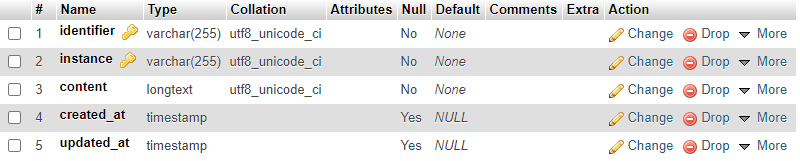 # Name Type Collation Attributes Null Default Comments Extra Action
1 identifier varchar(255) utf8_unicode_ci No None Change Drop More
2 instance varchar(255) utf8_unicode_ci No None Change Drop More
3 content longtext utf8_unicode_ci No None Change Drop More
4 created_at timestamp Yes NULL Change Drop More
5 updated_at timestamp Yes NULL Change Drop More